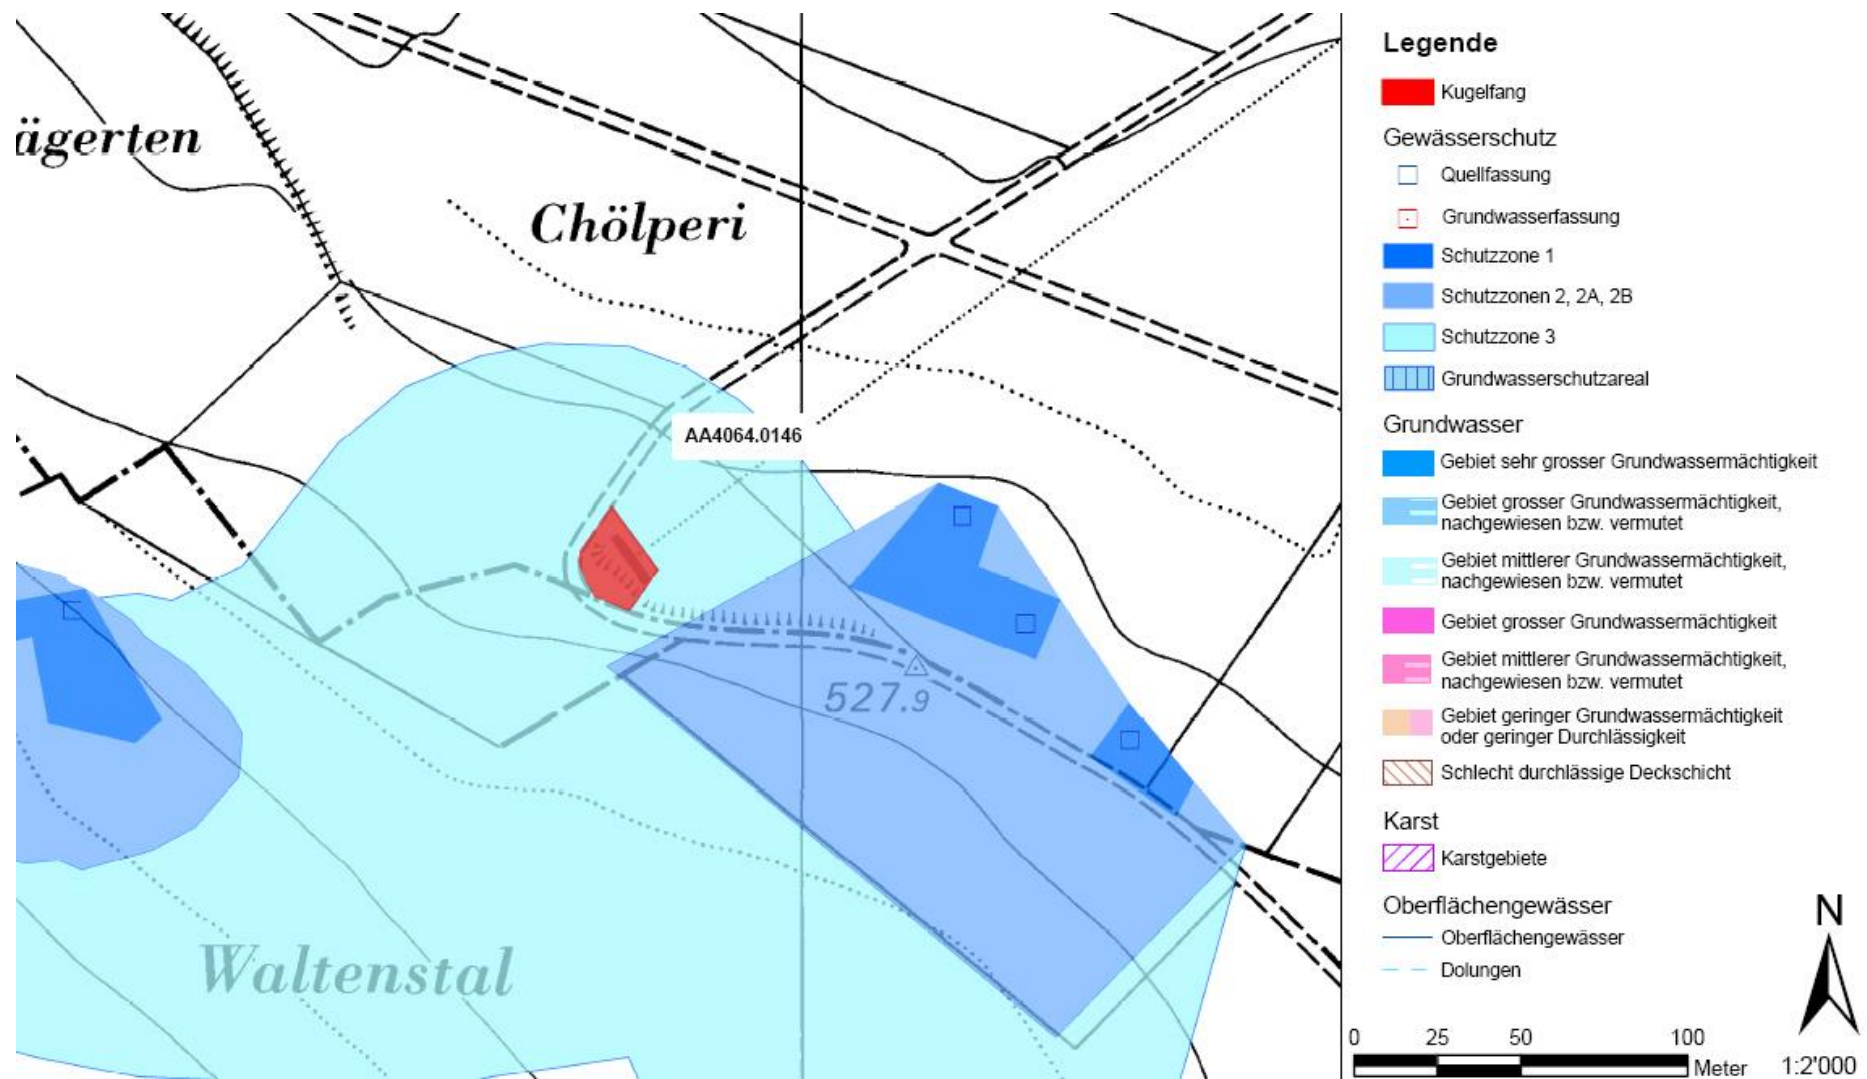 ägerten
Chölperi
AA4064.0146
527.9
Waltenstal
Legende
Kugelfang
Gewässerschutz
Quellfassung
Grundwasserfassung
Schutzzone 1
Schutzzonen 2, 2A, 2B
Schutzzone 3
Grundwasserschutzareal
Grundwasser
Gebiet sehr grosser Grundwassermächtigkeit
Gebiet grosser Grundwassermächtigkeit,
nachgewiesen bzw. vermutet
Gebiet mittlerer Grundwassermächtigkeit,
nachgewiesen bzw. vermutet
Gebiet grosser Grundwassermächtigkeit
Gebiet mittlerer Grundwassermächtigkeit,
nachgewiesen bzw. vermutet
Gebiet geringer Grundwassermächtigkeit
oder geringer Durchlässigkeit
Schlecht durchlässige Deckschicht
Karst
Karstgebiete
Oberflächengewässer
Oberflächengewässer
Dolungen
N
0 25 50 100
Meter 1:2'000